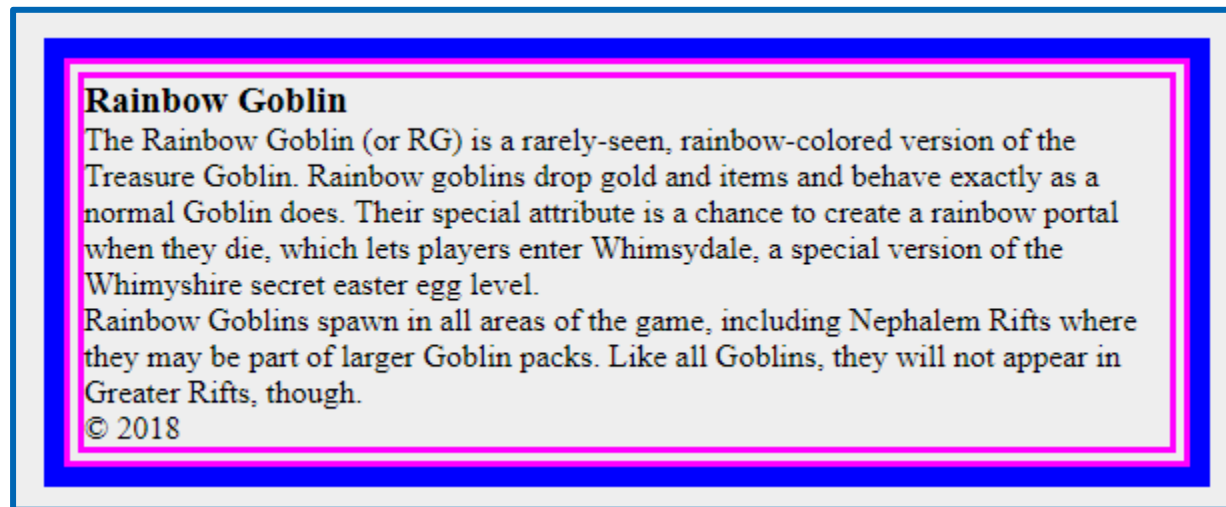 Rainbow Goblin
The Rainbow Goblin (or RG) is a rarely-seen, rainbow-colored version of the
Treasure Goblin. Rainbow goblins drop gold and items and behave exactly as a
normal Goblin does. Their special attribute is a chance to create a rainbow portal
when they die, which lets players enter Whimsydale, a special version of the
Whimyshire secret easter egg level.
Rainbow Goblins spawn in all areas of the game, including Nephalem Rifts where
they may be part of larger Goblin packs. Like all Goblins, they will not appear in
Greater Rifts, though.
© 2018